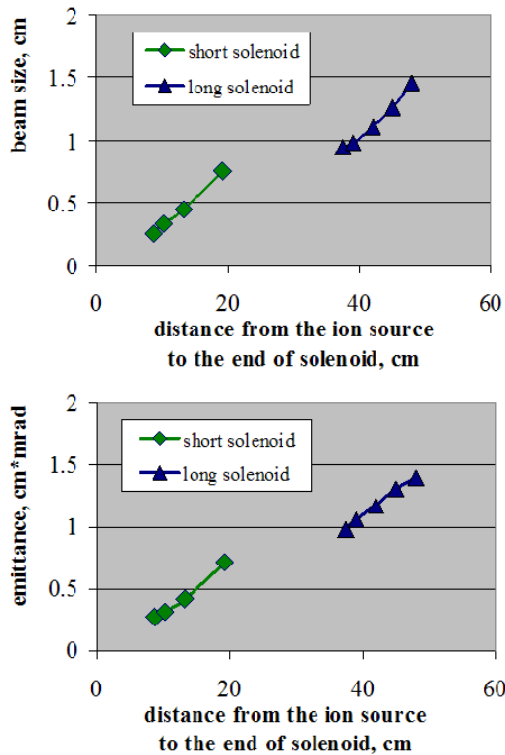 beam size, cm
2
1.5
1
0.5
0
short solenoid
long solenoid
0
20
40
60
distance from the ion source
to the end of solenoid, cm
emittance, cm*mrad
2
1.5
1
0.5
0
short solenoid
long solenoid
0
20
40
60
distance from the ion source
to the end of solenoid, cm